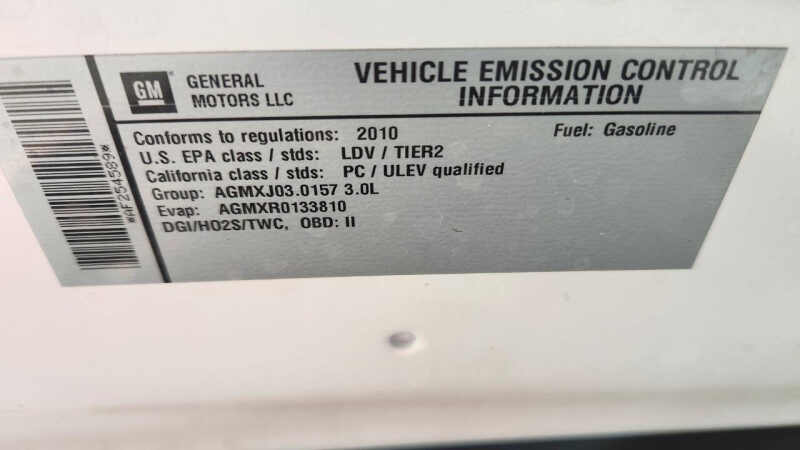 *AF254589*
GM
GENERAL
MOTORS LLC
VEHICLE EMISSION CONTROL
INFORMATION
Conforms to regulations: 2010
Fuel: Gasoline
U.S. EPA class / stds: LDV / TIER2
California class / stds: PC / ULEV qualified
Group: AGMXJ03.0157 3.0L
Evap: AGMXR0133810
DGI/HO2S/TWC, OBD: II